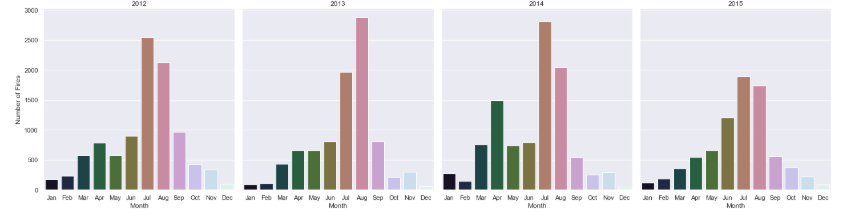 2012 2013 2014 2015
3000
2500
2000
1500
1000
500
0
Number of Fires
Jan Feb Mar Apr May Jun Jul Aug Sep Oct Nov Dec Jan Feb Mar Apr May Jun Jul Aug Sep Oct Nov Dec Jan Feb Mar Apr May Jun Jul Aug Sep Oct Nov Dec Jan Feb Mar Apr May Jun Jul Aug Sep Oct Nov Dec
Month Month Month Month